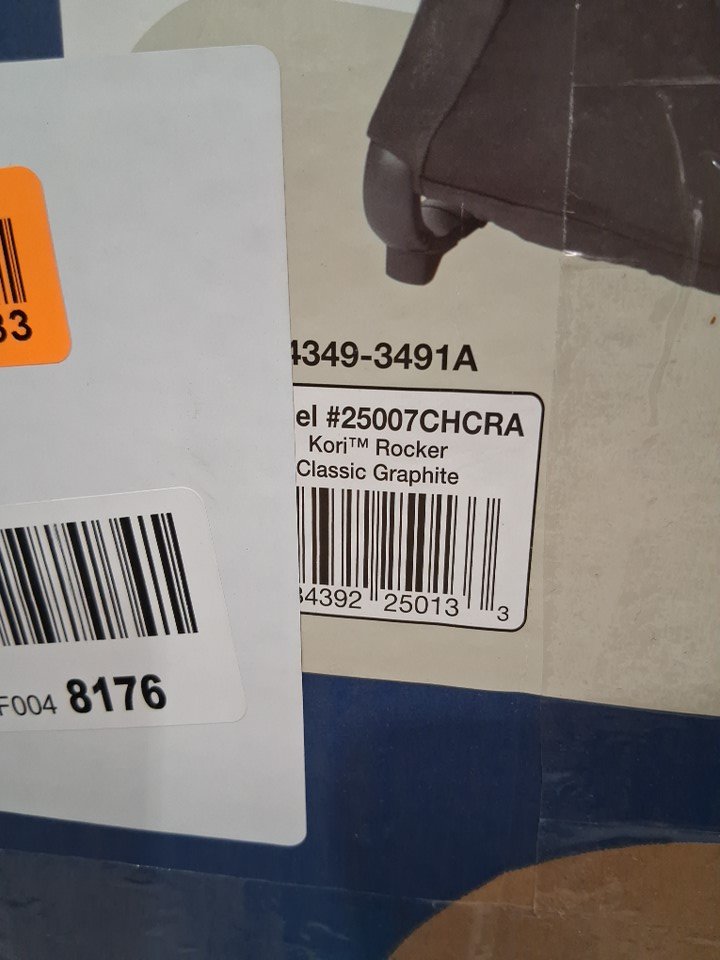 33
4349-3491A
el #25007CHCRA
Kori™ Rocker
Classic Graphite
34392 25013 3
F004 8176